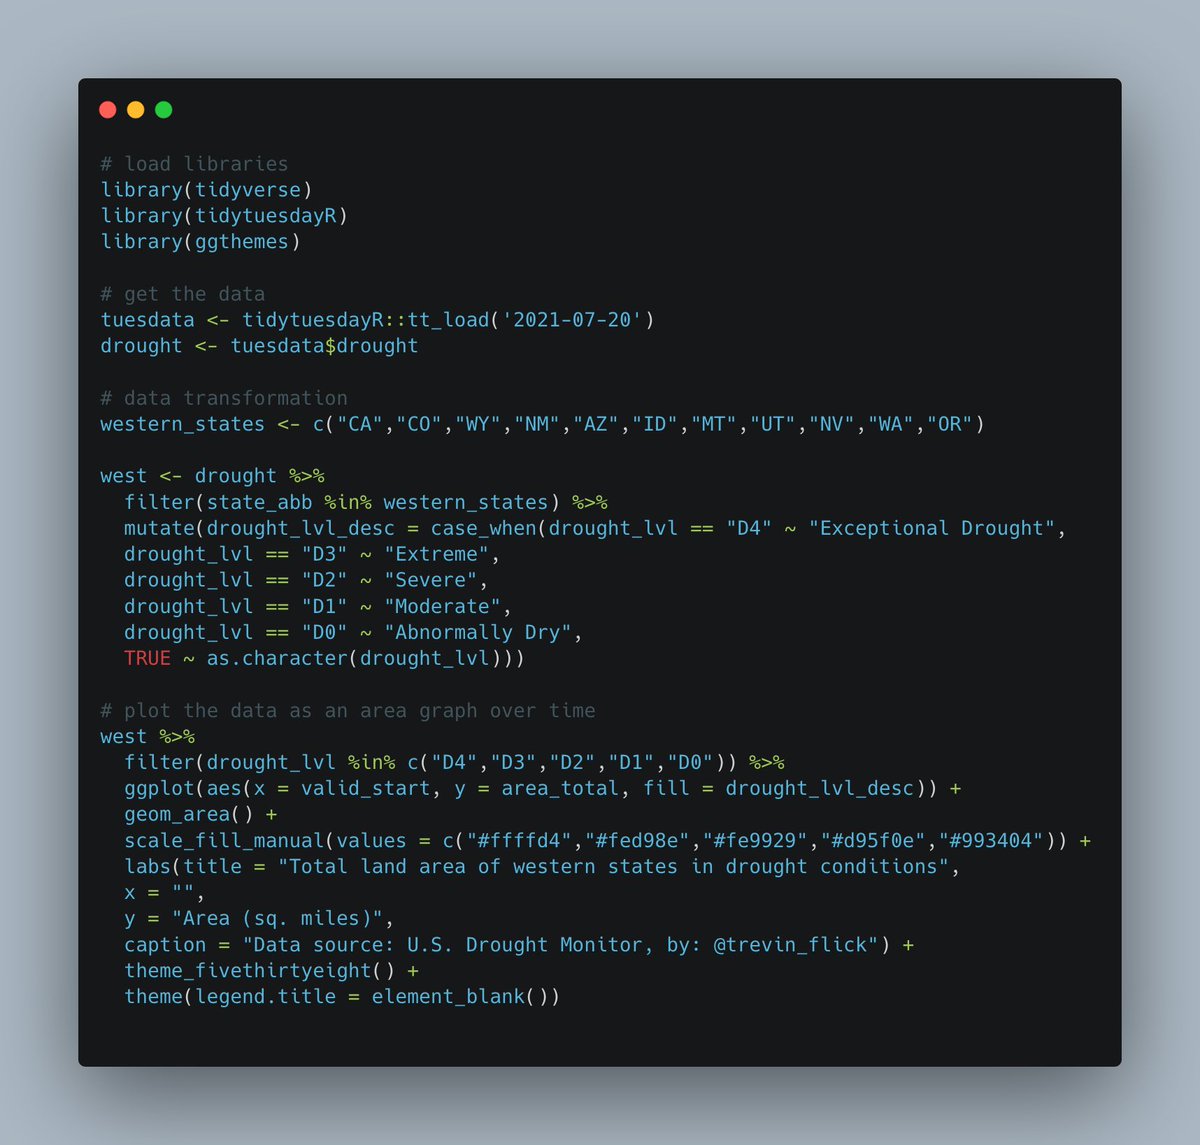 # load libraries
library(tidyverse)
library(tidytuesdayR)
library(ggthemes)
# get the data
tuesdata <- tidytuesdayR::tt_load('2021-07-20')
drought <- tuesdata$drought
# data transformation
western_states <- c("CA","CO","WY","NM","AZ","ID","MT","UT","NV","WA","OR")
west <- drought %>%
  filter(state_abb %in% western_states) %>%
  mutate(drought_lvl_desc = case_when(drought_lvl == "D4" ~ "Exceptional Drought",
  drought_lvl == "D3" ~ "Extreme",
  drought_lvl == "D2" ~ "Severe",
  drought_lvl == "D1" ~ "Moderate",
  drought_lvl == "D0" ~ "Abnormally Dry",
  TRUE ~ as.character(drought_lvl)))
# plot the data as an area graph over time
west %>%
  filter(drought_lvl %in% c("D4","D3","D2","D1","D0")) %>%
  ggplot(aes(x = valid_start, y = area_total, fill = drought_lvl_desc)) +
  geom_area() +
  scale_fill_manual(values = c("#ffffd4","#fed98e","#fe9929","#d95f0e","#993404")) +
  labs(title = "Total land area of western states in drought conditions",
  x = "",
  y = "Area (sq. miles)",
  caption = "Data source: U.S. Drought Monitor, by: @trevin_flick") +
  theme_fivethirtyeight() +
  theme(legend.title = element_blank())